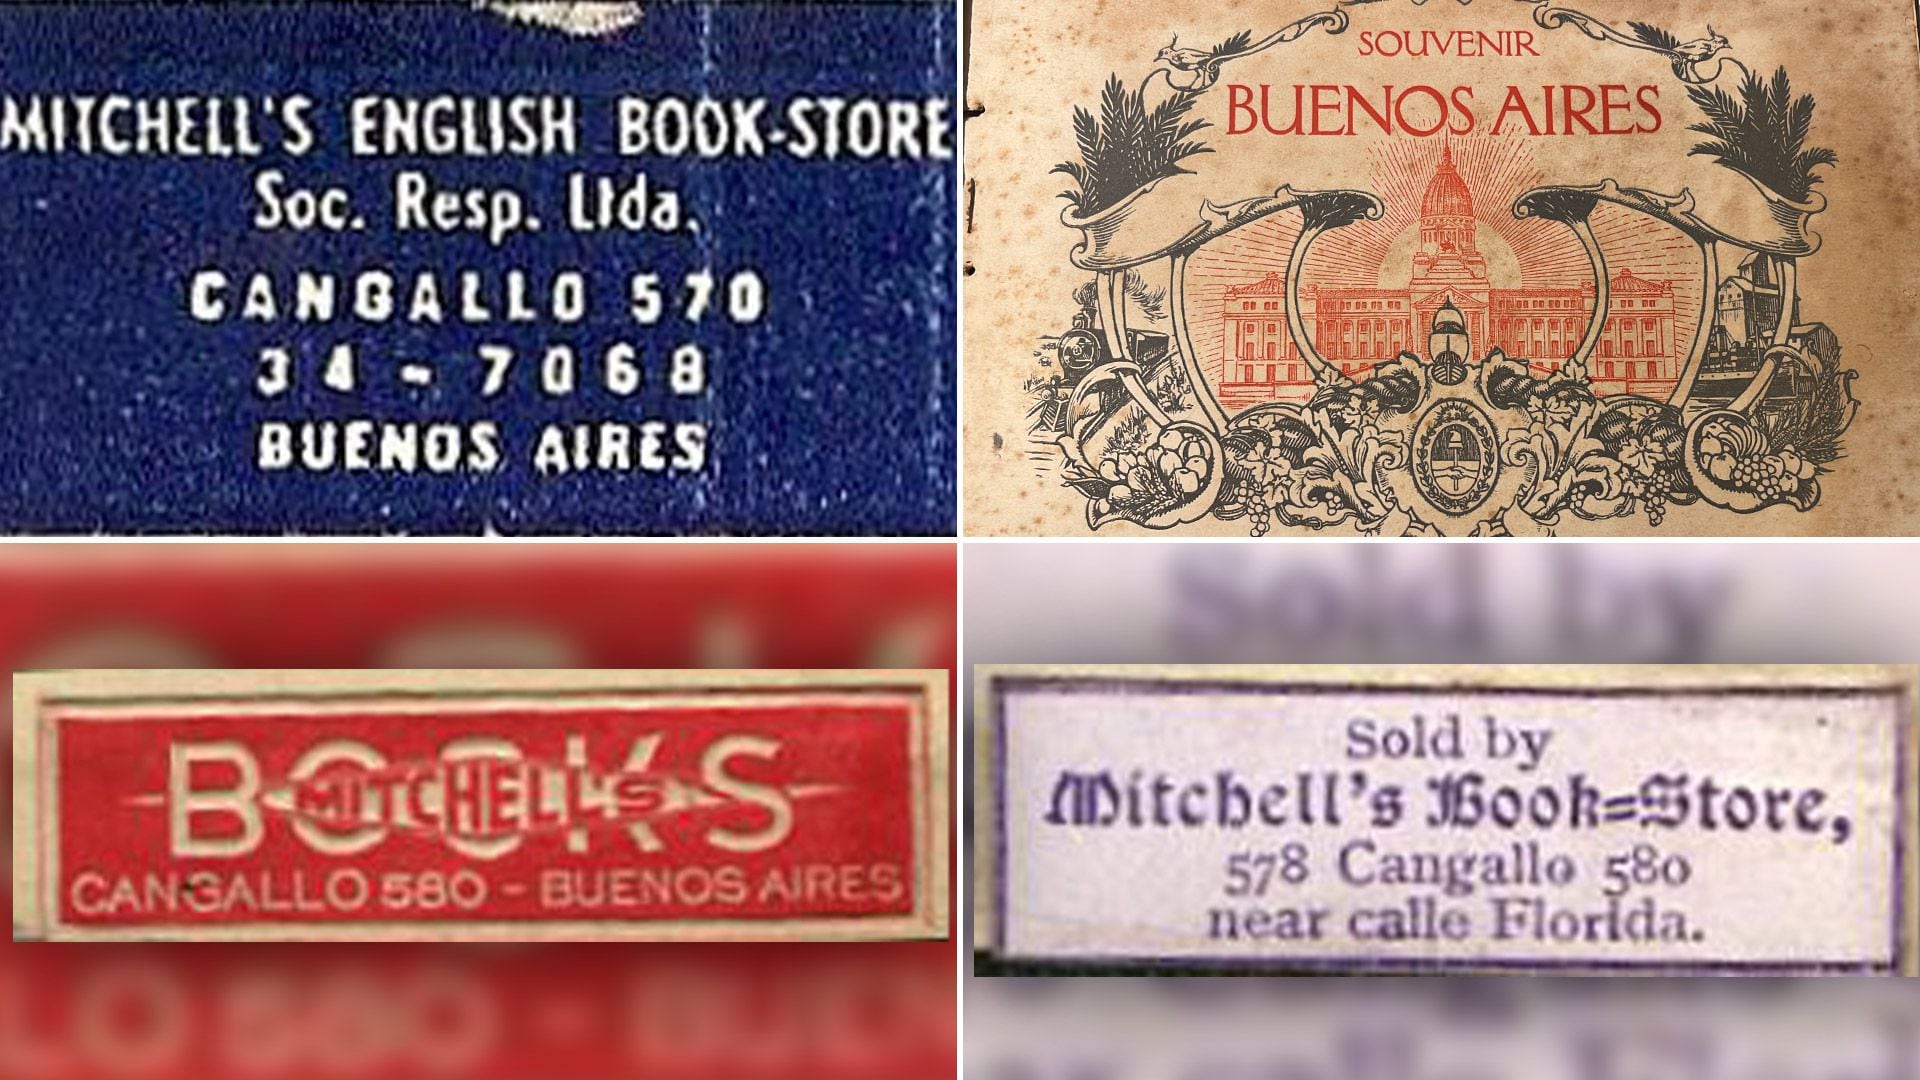 MITCHELL'S ENGLISH BOOK-STORE
Soc. Resp. Ltda.
CANGALLO 570
34 - 7068
BUENOS AIRES
SOUVENIR
BUENOS AIRES
BOOKS
MITCHELL'S
CANGALLO 580 - BUENOS AIRES
Sold by
Mitchell's Book=Store,
578 Cangallo 580
near calle Florida.